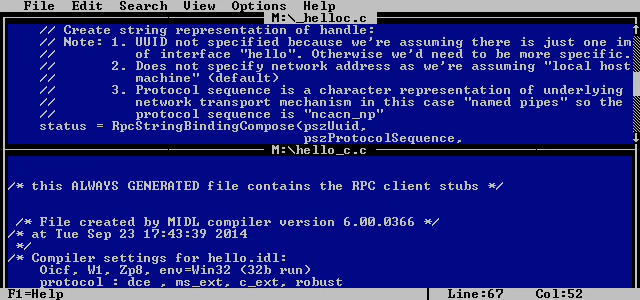 File  Edit  Search  View  Options  Help
M:\_helloc.c
// Create string representation of handle:
// Note: 1. UUID not specified because we're assuming there is just one im
//          of interface "hello". Otherwise we'd need to be more specific.
//       2. Does not specify network address as we're assuming "local host
//          machine" (default)
//       3. Protocol sequence is a character representation of underlying
//          network transport mechanism in this case "named pipes" so the
//          protocol sequence is "ncacn_np"
status = RpcStringBindingCompose(pszUuid,
pszProtocolSequence,
M:\hello_c.c
/* this ALWAYS GENERATED file contains the RPC client stubs */
/* File created by MIDL compiler version 6.00.0366 */
/* at Tue Sep 23 17:43:39 2014
*/
/* Compiler settings for hello.idl:
Oicf, W1, Zp8, env=Win32 (32b run)
protocol : dce , ms_ext, c_ext, robust
F1=Help  Line:67  Col:52